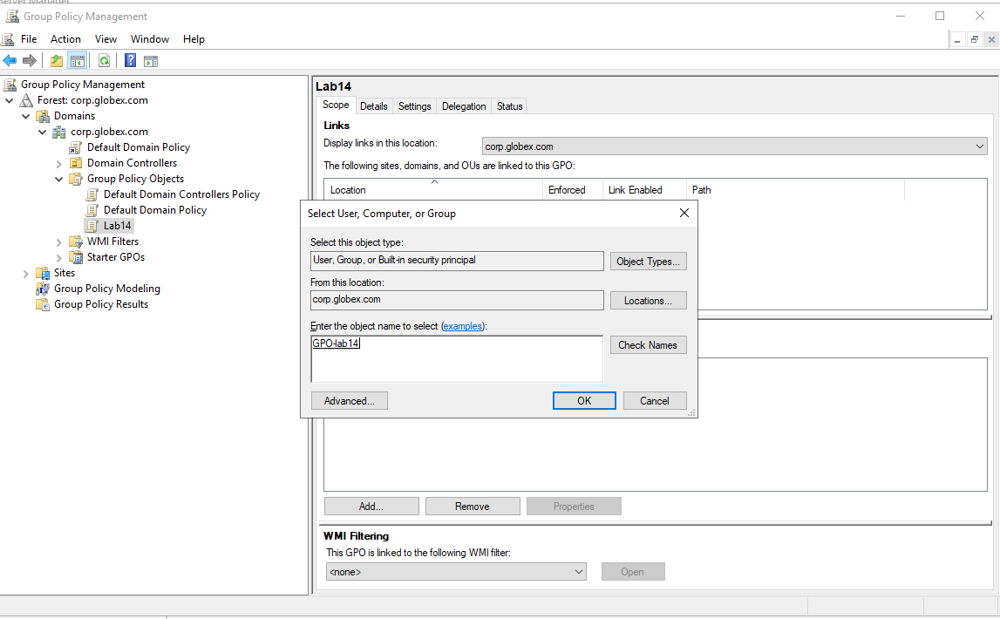 Server Manager
Group Policy Management
File Action View Window Help
Group Policy Management
Forest: corp.globex.com
Domains
corp.globex.com
Default Domain Policy
Domain Controllers
Group Policy Objects
Default Domain Controllers Policy
Default Domain Policy
Lab14
WMI Filters
Starter GPOs
Sites
Group Policy Modeling
Group Policy Results
Lab14
Scope Details Settings Delegation Status
Links
Display links in this location: corp.globex.com
The following sites, domains, and OUs are linked to this GPO:
Location Enforced Link Enabled Path
Select User, Computer, or Group
Select this object type:
User, Group, or Built-in security principal Object Types...
From this location:
corp.globex.com Locations...
Enter the object name to select (examples):
GPO-lab14 Check Names
Advanced... OK Cancel
Add... Remove Properties
WMI Filtering
This GPO is linked to the following WMI filter:
<none> Open